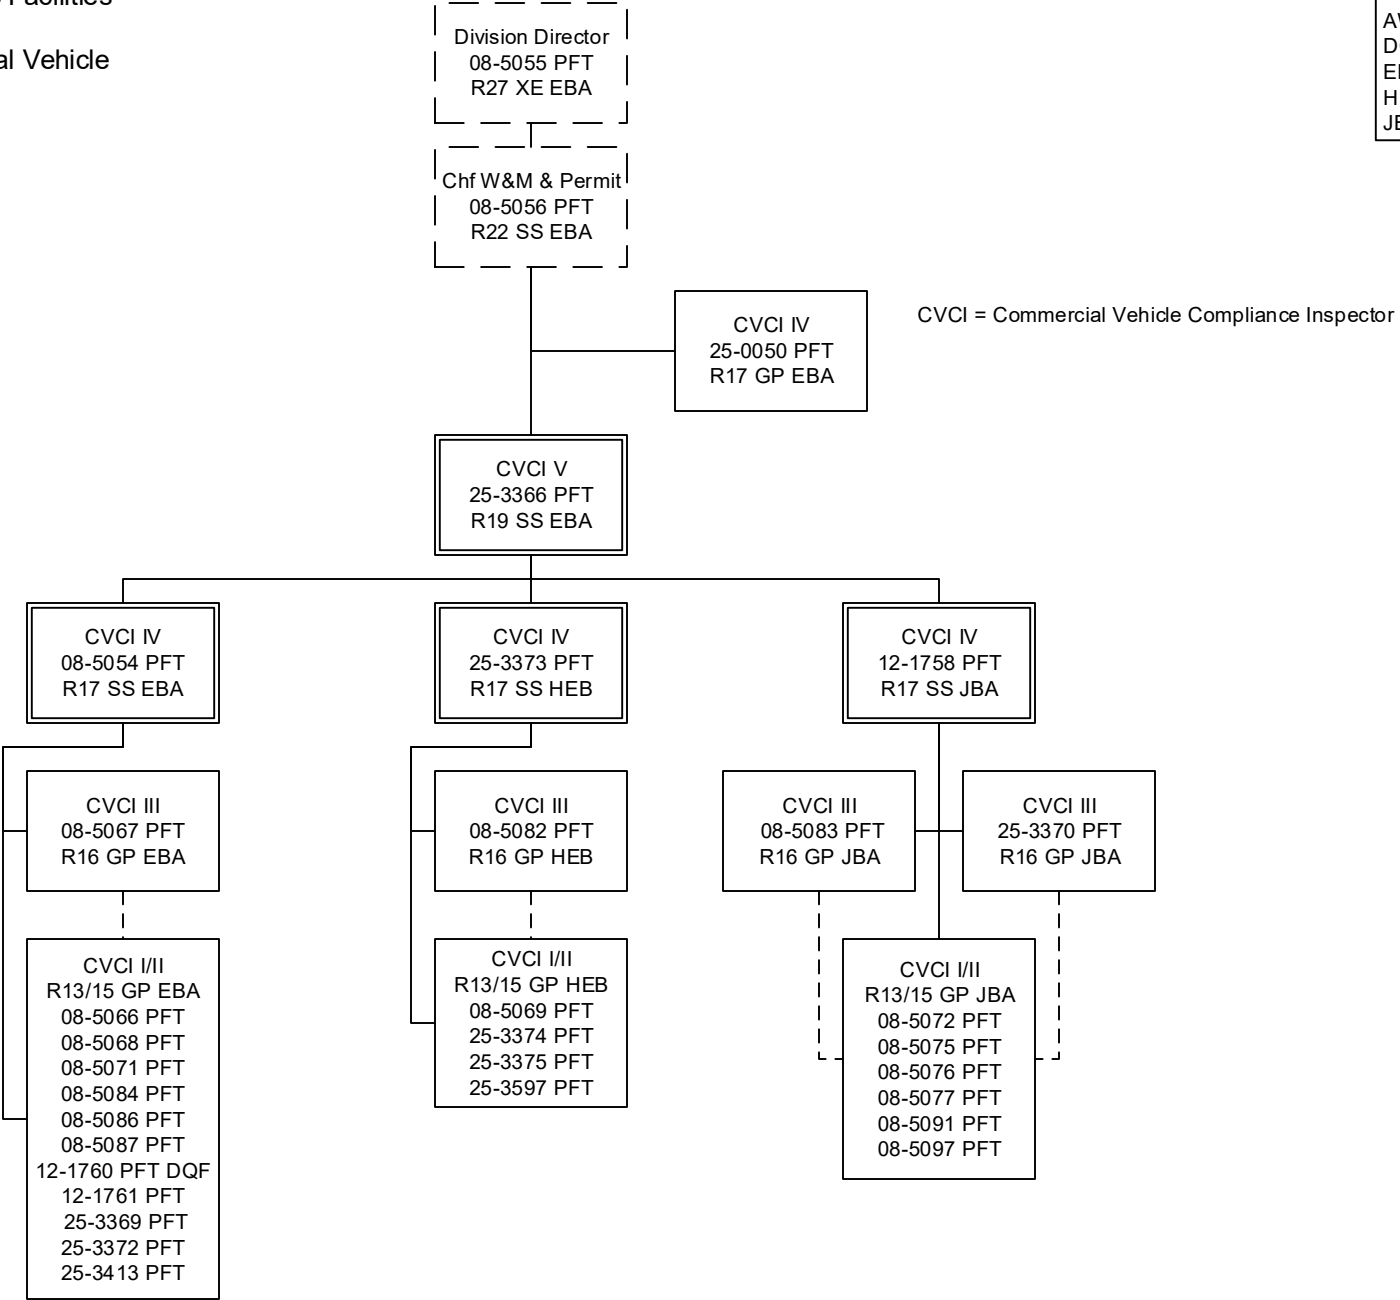 Facilities
al Vehicle
Division Director
08-5055 PFT
R27 XE EBA
Chf W&M & Permit
08-5056 PFT
R22 SS EBA
CVCI IV
25-0050 PFT
R17 GP EBA
CVCI = Commercial Vehicle Compliance Inspector
CVCI V
25-3366 PFT
R19 SS EBA
CVCI IV
08-5054 PFT
R17 SS EBA
CVCI IV
25-3373 PFT
R17 SS HEB
CVCI IV
12-1758 PFT
R17 SS JBA
CVCI III
08-5067 PFT
R16 GP EBA
CVCI III
08-5082 PFT
R16 GP HEB
CVCI III
08-5083 PFT
R16 GP JBA
CVCI III
25-3370 PFT
R16 GP JBA
CVCI I/II
R13/15 GP EBA
08-5066 PFT
08-5068 PFT
08-5071 PFT
08-5084 PFT
08-5086 PFT
08-5087 PFT
12-1760 PFT DQF
12-1761 PFT
25-3369 PFT
25-3372 PFT
25-3413 PFT
CVCI I/II
R13/15 GP HEB
08-5069 PFT
25-3374 PFT
25-3375 PFT
25-3597 PFT
CVCI I/II
R13/15 GP JBA
08-5072 PFT
08-5075 PFT
08-5076 PFT
08-5077 PFT
08-5091 PFT
08-5097 PFT